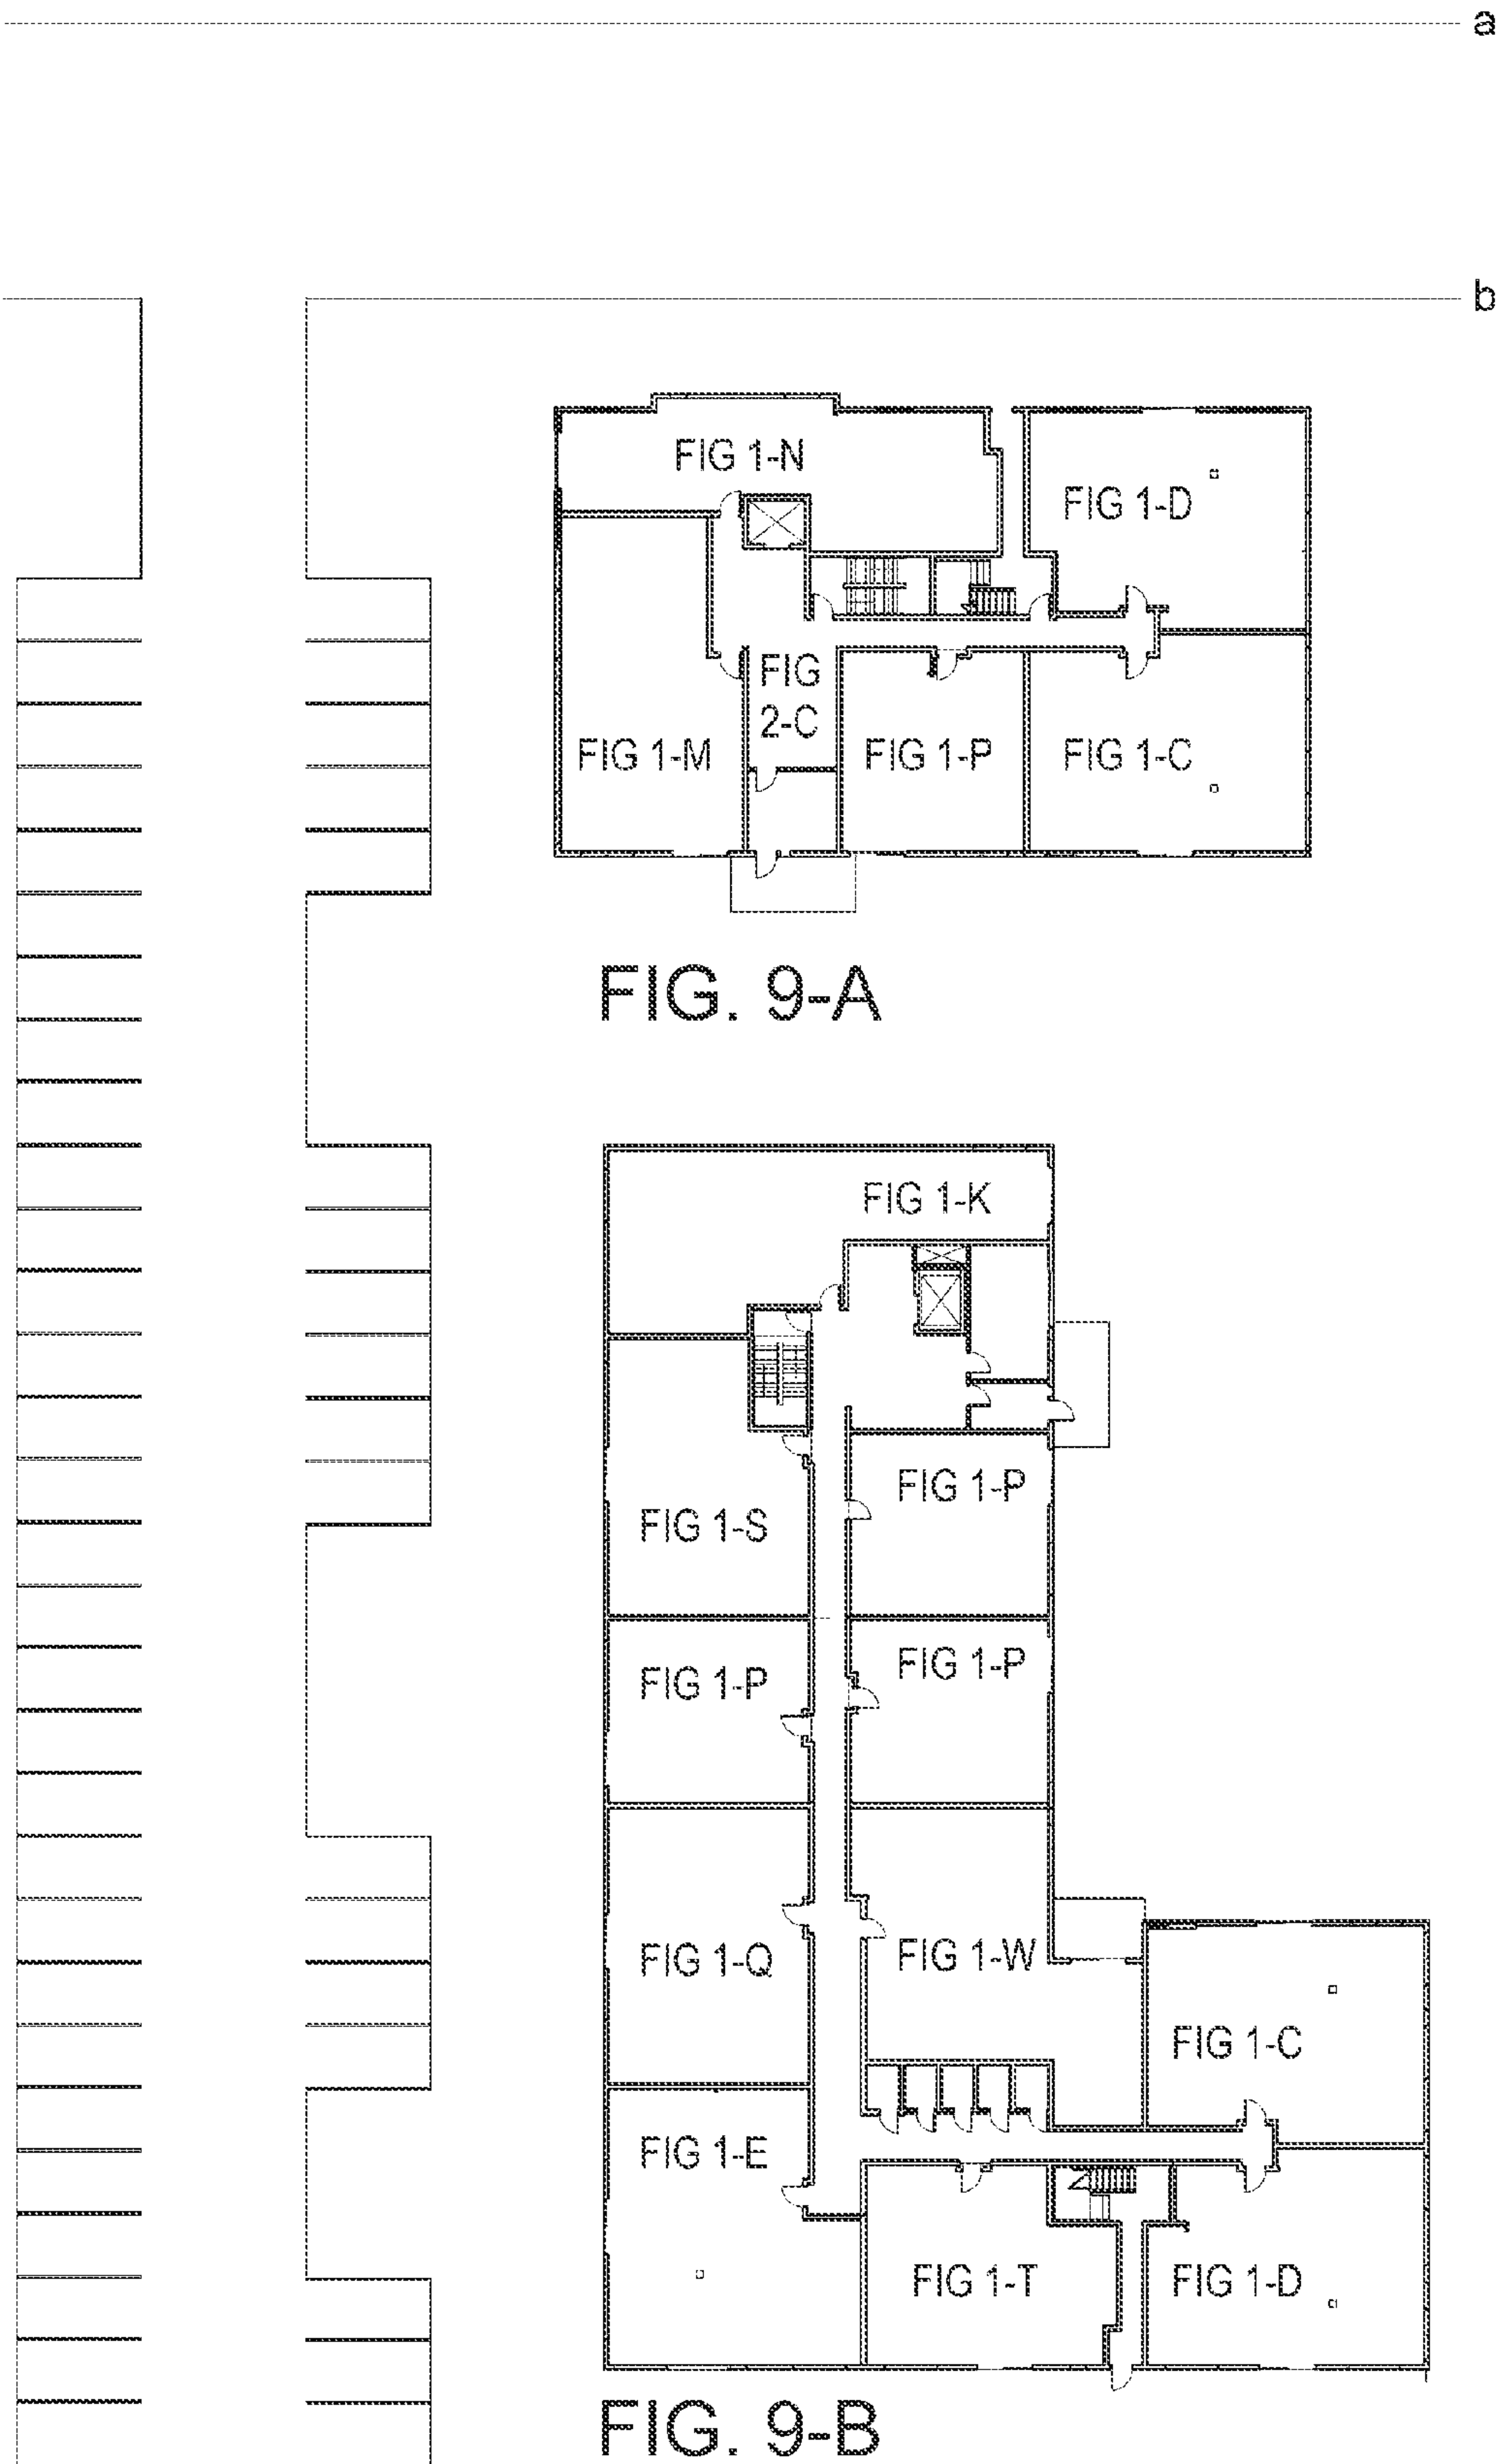 a
b
FIG 1-N
FIG 1-D
FIG
2-C
FIG 1-M
FIG 1-P
FIG 1-C
FIG. 9-A
FIG 1-K
FIG 1-P
FIG 1-S
FIG 1-P
FIG 1-P
FIG 1-Q
FIG 1-W
FIG 1-C
FIG 1-E
FIG 1-T
FIG 1-D
FIG. 9-B